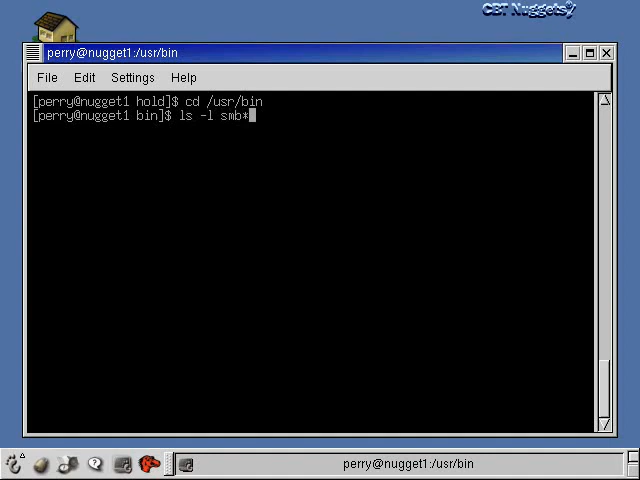 CBT Nuggets
perry@nugget1:/usr/bin
File Edit Settings Help
[perry@nugget1 hold]$ cd /usr/bin
[perry@nugget1 bin]$ ls -l smb*
perry@nugget1:/usr/bin